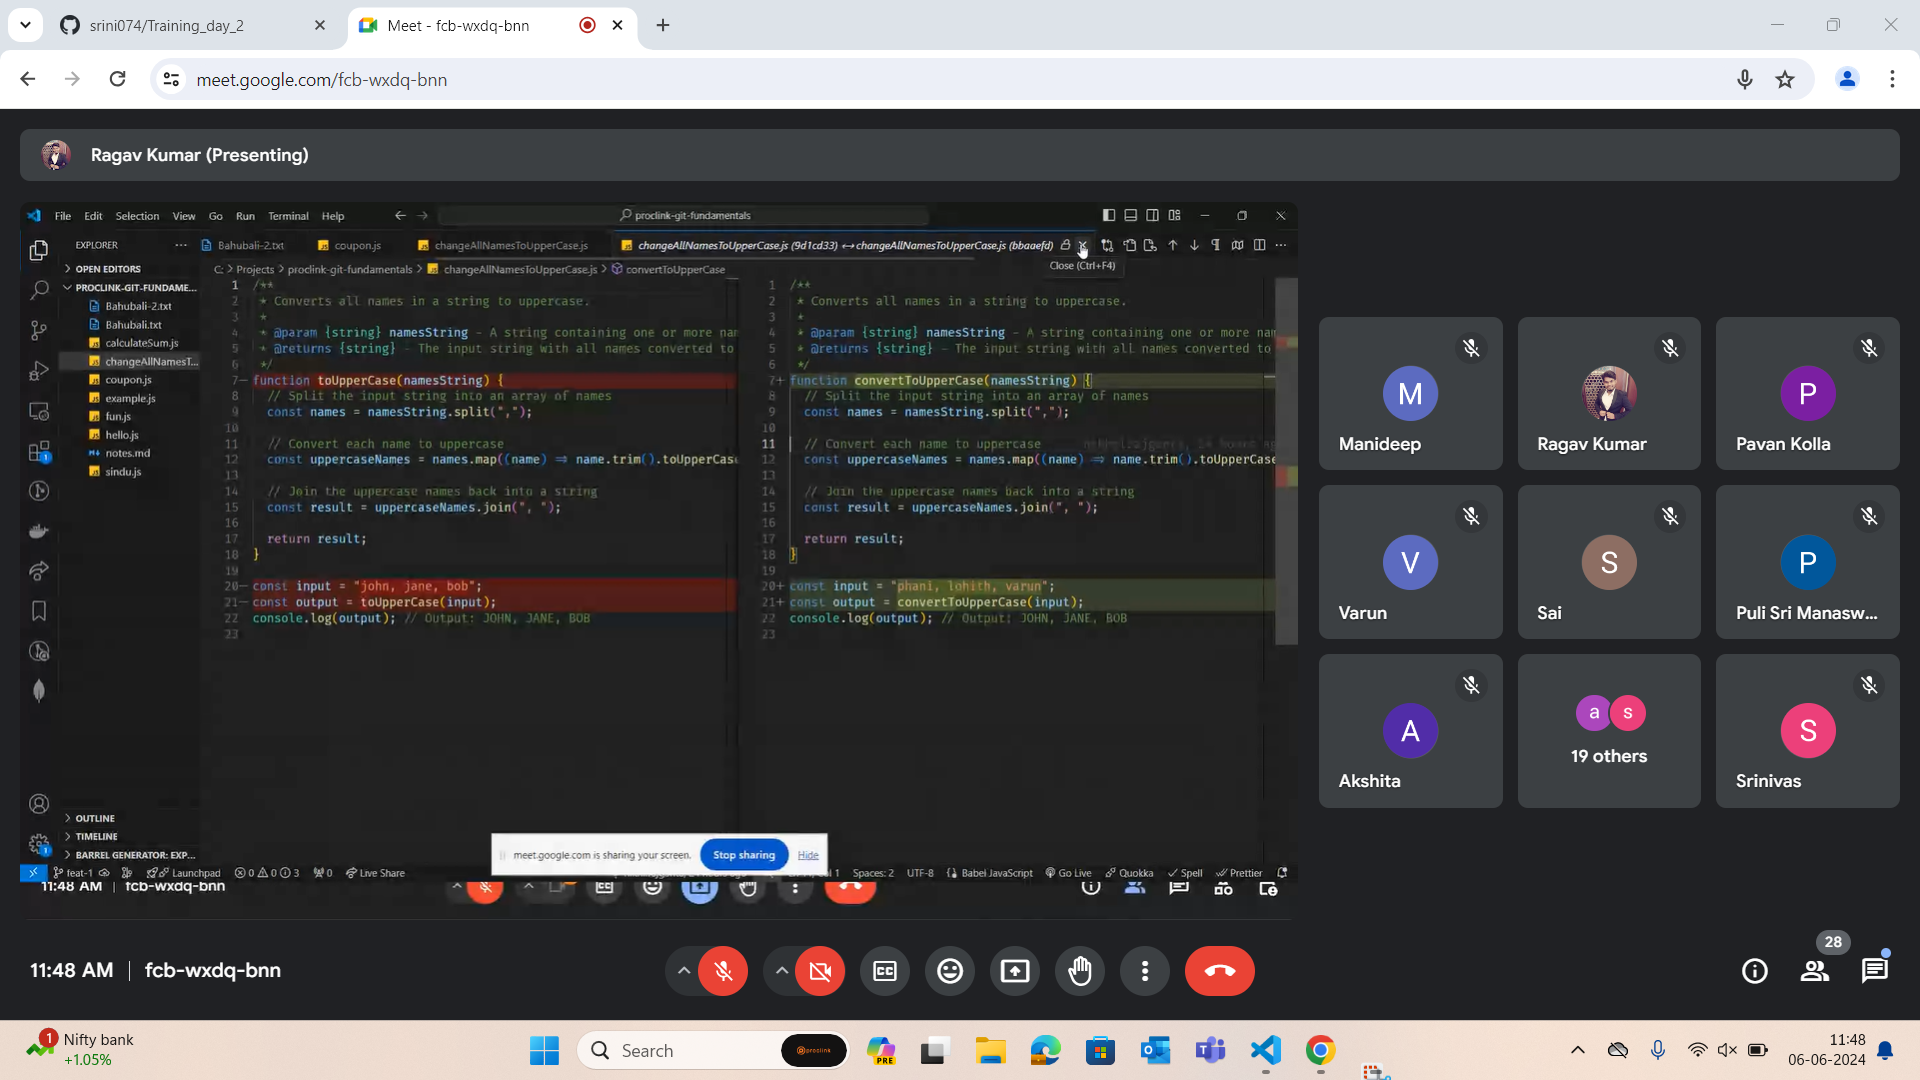 srini074/Training_day_2
Meet - fcb-wxdq-bnn
meet.google.com/fcb-wxdq-bnn
Ragav Kumar (Presenting)
File Edit Selection View Go Run Terminal Help
proclink-git-fundamentals
EXPLORER
Bahubali-2.txt
coupon.js
changeAllNamesToUpperCase.js
changeAllNamesToUpperCase.js (9d1cd33) ↔ changeAllNamesToUpperCase.js (bbaaefd)
Close (Ctrl+F4)
C: > Projects > proclink-git-fundamentals > changeAllNamesToUpperCase.js > convertToUpperCase
OPEN EDITORS
PROCLINK-GIT-FUNDAME...
Bahubali-2.txt
Bahubali.txt
calculateSum.js
changeAllNamesT...
coupon.js
example.js
fun.js
hello.js
notes.md
sindu.js
OUTLINE
TIMELINE
BARREL GENERATOR: EXP...
1 /**
2 * Converts all names in a string to uppercase.
3 *
4 * @param {string} namesString - A string containing one or more nam
5 * @returns {string} - The input string with all names converted to
6 */
7- function toUpperCase(namesString) {
8 // Split the input string into an array of names
9 const names = namesString.split(",");
10
11 // Convert each name to uppercase
12 const uppercaseNames = names.map((name) ⇒ name.trim().toUpperCase
13
14 // Join the uppercase names back into a string
15 const result = uppercaseNames.join(", ");
16
17 return result;
18 }
19
20- const input = "john, jane, bob";
21- const output = toUpperCase(input);
22 console.log(output); // Output: JOHN, JANE, BOB
23
1 /**
2 * Converts all names in a string to uppercase.
3 *
4 * @param {string} namesString - A string containing one or more nam
5 * @returns {string} - The input string with all names converted to
6 */
7+ function convertToUpperCase(namesString) {
8 // Split the input string into an array of names
9 const names = namesString.split(",");
10
11 // Convert each name to uppercase
12 const uppercaseNames = names.map((name) ⇒ name.trim().toUpperCase
13
14 // Join the uppercase names back into a string
15 const result = uppercaseNames.join(", ");
16
17 return result;
18 }
19
20+ const input = "phani, lohith, varun";
21+ const output = convertToUpperCase(input);
22 console.log(output); // Output: JOHN, JANE, BOB
23
meet.google.com is sharing your screen. Stop sharing Hide
feat-1 Launchpad 0 0 3 0 Live Share
Spaces: 2 UTF-8 Babel JavaScript Go Live Quokka Spell Prettier
11:48 AM | fcb-wxdq-bnn
M
Manideep
Ragav Kumar
P
Pavan Kolla
V
Varun
S
Sai
P
Puli Sri Manasw...
A
Akshita
a s
19 others
S
Srinivas
11:48 AM | fcb-wxdq-bnn
28
1
Nifty bank
+1.05%
Search
proclink
PRE
11:48
06-06-2024